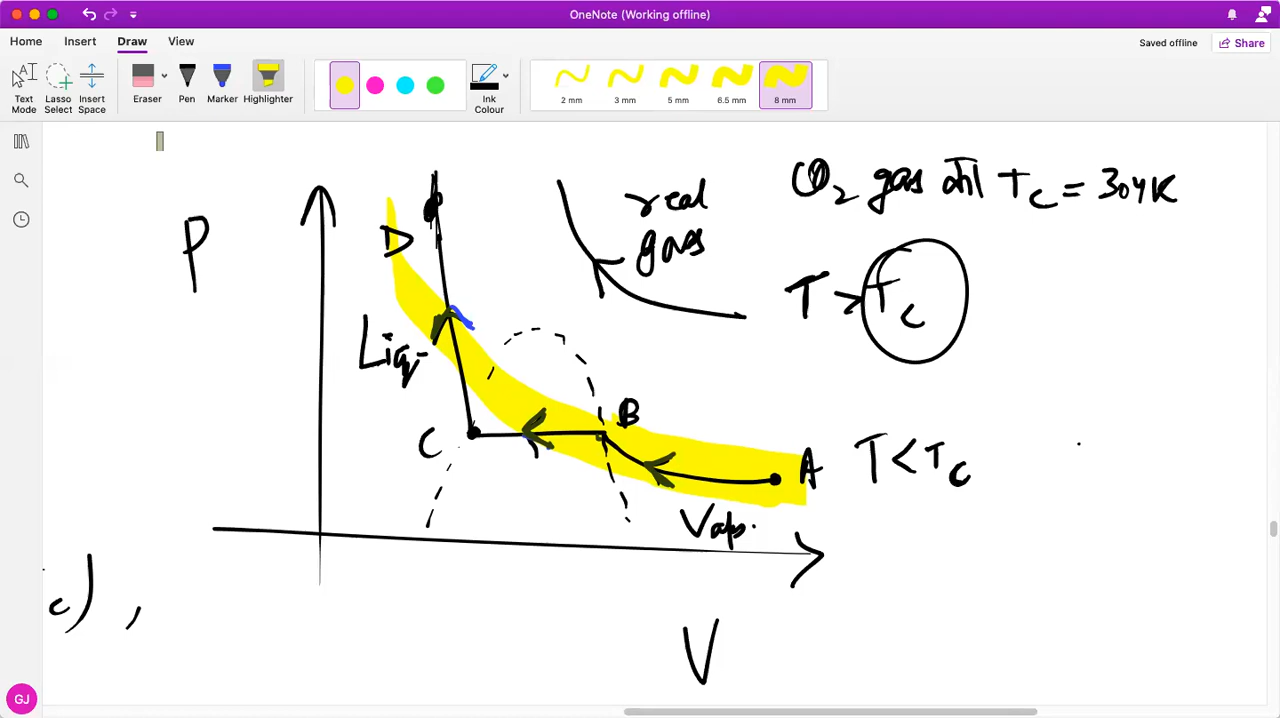 OneNote (Working offline)
Home Insert Draw View
Saved offline
Share
Text Mode
Lasso Select
Insert Space
Eraser
Pen
Marker
Highlighter
Ink Colour
2 mm
3 mm
5 mm
6.5 mm
8 mm
CO2 gas TC = 304K
real gas
P
D
T > TC
Liq
B
C
A
T < TC
Vap.
c) ,
V
GJ